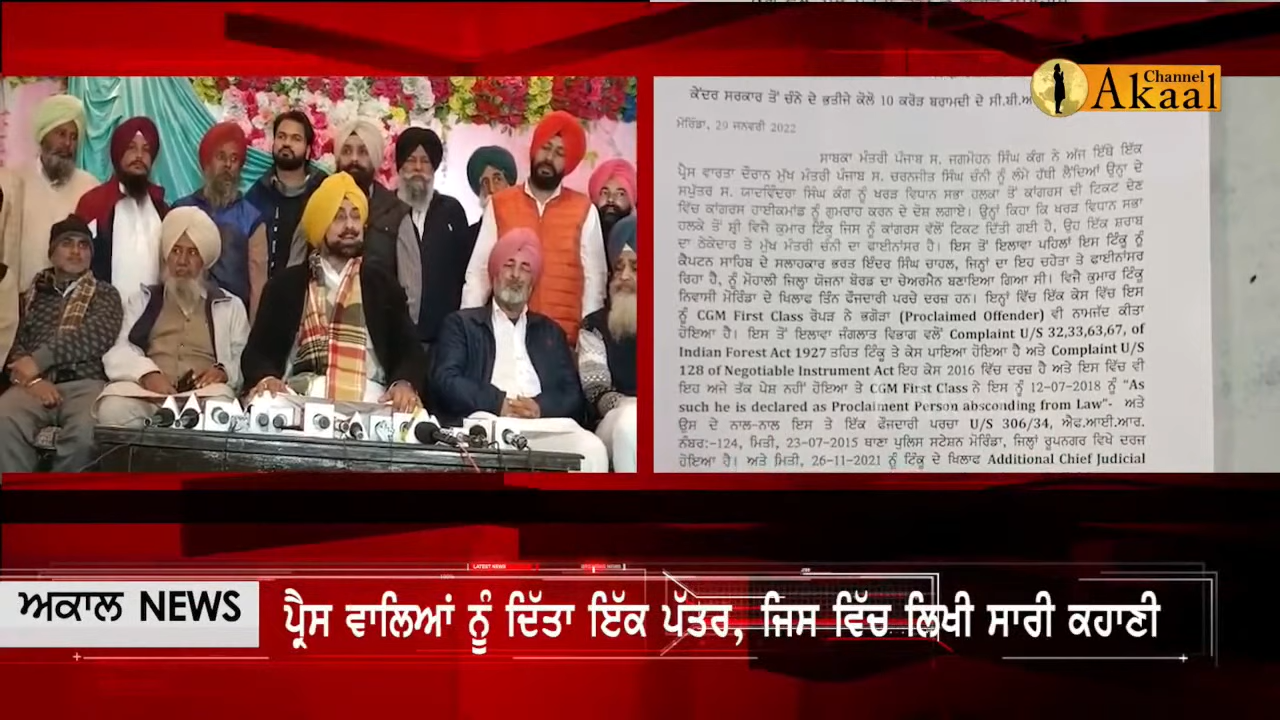 Channel
Akaal
ਕੇਂਦਰ ਸਰਕਾਰ ਤੋਂ ਚੰਨੇ ਦੇ ਭਤੀਜੇ ਕੋਲੋਂ 10 ਕਰੋੜ ਬਰਾਮਦੀ ਦੇ ਸੀ.ਬੀ.ਅ
ਮੋਰਿੰਡਾ, 29 ਜਨਵਰੀ 2022
ਸਾਬਕਾ ਮੰਤਰੀ ਪੰਜਾਬ ਸ. ਜਗਮੋਹਨ ਸਿੰਘ ਕੰਗ ਨੇ ਅੱਜ ਇੱਥੇ ਇੱਕ
ਪ੍ਰੈਸ ਵਾਰਤਾ ਦੌਰਾਨ ਮੁੱਖ ਮੰਤਰੀ ਪੰਜਾਬ ਸ. ਚਰਨਜੀਤ ਸਿੰਘ ਚੰਨੀ ਨੂੰ ਲੰਮੇ ਹੱਥੀ ਲੈਂਦਿਆਂ ਉਨ੍ਹਾ ਦੇ
ਸਪੁੱਤਰ ਸ. ਯਾਦਵਿੰਦਰਾ ਸਿੰਘ ਕੰਗ ਨੂੰ ਖਰੜ ਵਿਧਾਨ ਸਭਾ ਹਲਕਾ ਤੋਂ ਕਾਂਗਰਸ ਦੀ ਟਿਕਟ ਦੇਣ
ਵਿੱਚ ਕਾਂਗਰਸ ਹਾਈਕਮਾਂਡ ਨੂੰ ਗੁਮਰਾਹ ਕਰਨ ਦੇ ਦੋਸ਼ ਲਗਾਏ। ਉਨ੍ਹਾਂ ਕਿਹਾ ਕਿ ਖਰੜ ਵਿਧਾਨ ਸਭਾ
ਹਲਕੇ ਤੋਂ ਸ਼੍ਰੀ ਵਿਜੈ ਕੁਮਾਰ ਟਿੰਕੂ ਜਿਸ ਨੂੰ ਕਾਂਗਰਸ ਵੱਲੋਂ ਟਿਕਟ ਦਿੱਤੀ ਗਈ ਹੈ, ਉਹ ਇੱਕ ਸ਼ਰਾਬ
ਦਾ ਠੇਕੇਦਾਰ ਤੇ ਮੁੱਖ ਮੰਤਰੀ ਚੰਨੀ ਦਾ ਫਾਈਨਾਂਸਰ ਹੈ। ਇਸ ਤੋਂ ਇਲਾਵਾ ਪਹਿਲਾਂ ਇਸ ਟਿੰਕੂ ਨੂੰ
ਕੈਪਟਨ ਸਾਹਿਬ ਦੇ ਸਲਾਹਕਾਰ ਭਰਤ ਇੰਦਰ ਸਿੰਘ ਚਾਹਲ, ਜਿਨ੍ਹਾਂ ਦਾ ਇਹ ਚਹੇਤਾ ਤੇ ਫਾਈਨਾਂਸਰ
ਰਿਹਾ ਹੈ, ਨੂੰ ਮੋਹਾਲੀ ਜਿਲ੍ਹਾ ਯੋਜਨਾ ਬੋਰਡ ਦਾ ਚੇਅਰਮੈਨ ਬਣਾਇਆ ਗਿਆ ਸੀ। ਵਿਜੈ ਕੁਮਾਰ ਟਿੰਕੂ
ਨਿਵਾਸੀ ਮੋਰਿੰਡਾ ਦੇ ਖਿਲਾਫ ਤਿੰਨ ਫੌਜਦਾਰੀ ਪਰਚੇ ਦਰਜ਼ ਹਨ। ਇਨ੍ਹਾਂ ਵਿੱਚ ਇੱਕ ਕੇਸ ਵਿੱਚ ਇਸ
ਨੂੰ CGM First Class ਰੋਪੜ ਨੇ ਭਗੌੜਾ (Proclaimed Offender) ਵੀ ਨਾਮਜ਼ੱਦ ਕੀਤਾ
ਹੋਇਆ ਹੈ। ਇਸ ਤੋਂ ਇਲਾਵਾ ਜੰਗਲਾਤ ਵਿਭਾਗ ਵਲੋਂ Complaint U/S 32,33,63,67, of
Indian Forest Act 1927 ਤਹਿਤ ਟਿੰਕੂ ਤੇ ਕੇਸ ਪਾਇਆ ਹੋਇਆ ਹੈ ਅਤੇ Complaint U/S
128 of Negotiable Instrument Act ਇਹ ਕੇਸ 2016 ਵਿੱਚ ਦਰਜ਼ ਹੈ ਅਤੇ ਇਸ ਵਿੱਚ ਵੀ
ਇਹ ਅਜੇ ਤੱਕ ਪੇਸ਼ ਨਹੀਂ ਹੋਇਆ ਤੇ CGM First Class ਨੇ ਇਸ ਨੂੰ 12-07-2018 ਨੂੰ "As
such he is declared as Proclaiment Person absconding from Law"- ਅਤੇ
ਉਸ ਦੇ ਨਾਲ-ਨਾਲ ਇਸ ਤੇ ਇੱਕ ਫੌਜਦਾਰੀ ਪਰਚਾ U/S 306/34, ਐਫ.ਆਈ.ਆਰ.
ਨੰਬਰ:-124, ਮਿਤੀ, 23-07-2015 ਥਾਣਾ ਪੁਲਿਸ ਸਟੇਸ਼ਨ ਮੋਰਿੰਡਾ, ਜਿਲ੍ਹਾਂ ਰੂਪਨਗਰ ਵਿਖੇ ਦਰਜ
ਹੋਇਆ ਹੈ। ਅਤੇ ਮਿਤੀ, 26-11-2021 ਨੂੰ ਟਿੰਕੂ ਦੇ ਖਿਲਾਫ Additional Chief Judicial
LATEST NEWS
ਅਕਾਲ NEWS
ਪ੍ਰੈਸ ਵਾਲਿਆਂ ਨੂੰ ਦਿੱਤਾ ਇੱਕ ਪੱਤਰ, ਜਿਸ ਵਿੱਚ ਲਿਖੀ ਸਾਰੀ ਕਹਾਣੀ